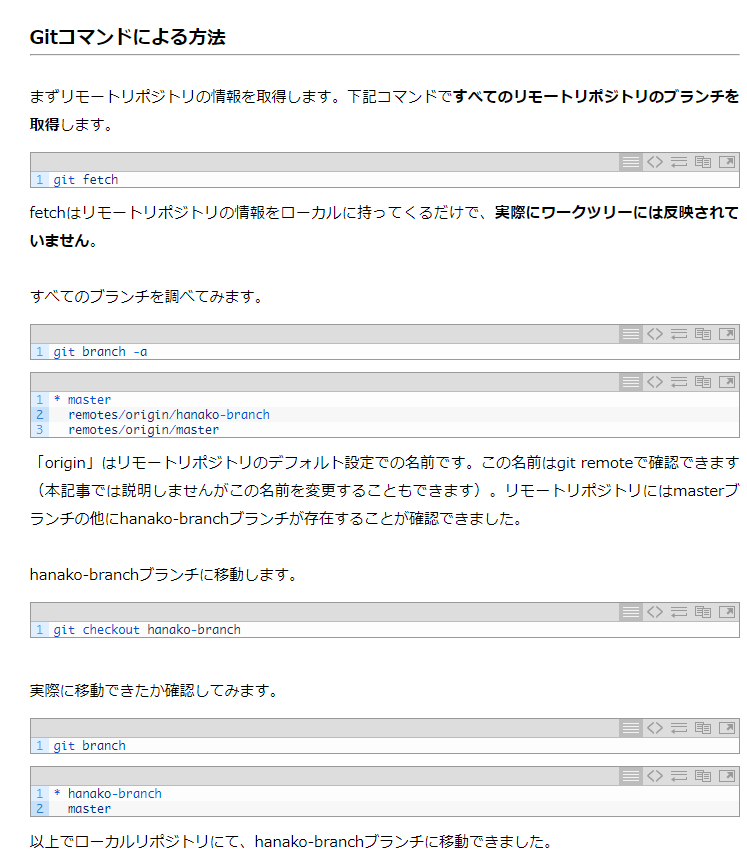 Gitコマンドによる方法
まずリモートリポジトリの情報を取得します。下記コマンドですべてのリモートリポジトリのブランチを
取得します。
1 git fetch
fetchはリモートリポジトリの情報をローカルに持ってくるだけで、実際にワークツリーには反映されて
いません。
すべてのブランチを調べてみます。
1 git branch -a
1 * master
2 remotes/origin/hanako-branch
3 remotes/origin/master
「origin」はリモートリポジトリのデフォルト設定での名前です。この名前はgit remoteで確認できます
（本記事では説明しませんがこの名前を変更することもできます）。リモートリポジトリにはmasterブ
ランチの他にhanako-branchブランチが存在することが確認できました。
hanako-branchブランチに移動します。
1 git checkout hanako-branch
実際に移動できたか確認してみます。
1 git branch
1 * hanako-branch
2 master
以上でローカルリポジトリにて、hanako-branchブランチに移動できました。